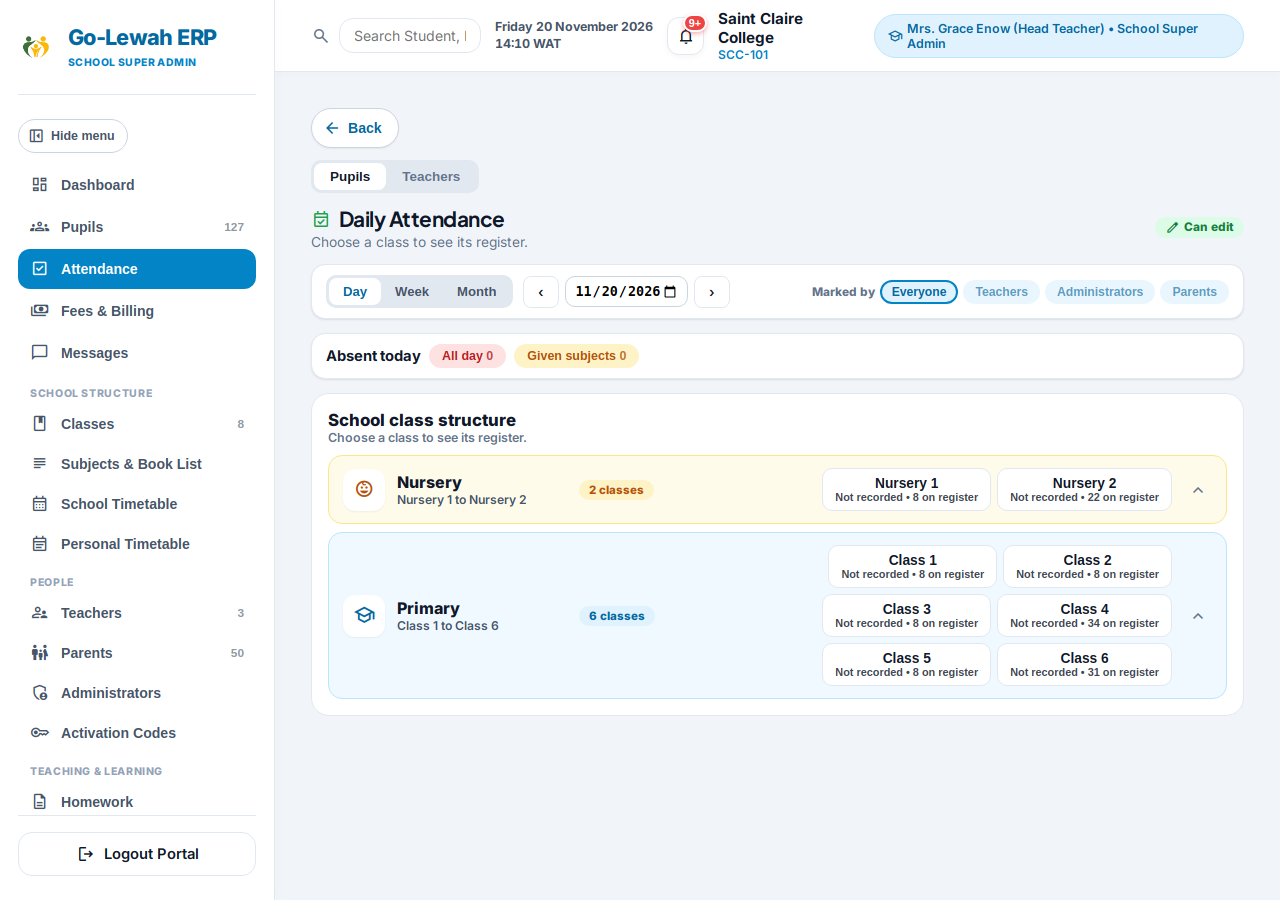 Go-Lewah ERP
SCHOOL SUPER ADMIN
Hide menu
Dashboard
Pupils 127
Attendance
Fees & Billing
Messages
SCHOOL STRUCTURE
Classes 8
Subjects & Book List
School Timetable
Personal Timetable
PEOPLE
Teachers 3
Parents 50
Administrators
Activation Codes
TEACHING & LEARNING
Homework
Logout Portal
Search Student, I
Friday 20 November 2026
14:10 WAT
9+
Saint Claire
College
SCC-101
Mrs. Grace Enow (Head Teacher) • School Super
Admin
Back
Pupils Teachers
Daily Attendance
Choose a class to see its register.
Can edit
Day Week Month ‹ 11/20/2026 › Marked by Everyone Teachers Administrators Parents
Absent today All day 0 Given subjects 0
School class structure
Choose a class to see its register.
Nursery
Nursery 1 to Nursery 2
2 classes
Nursery 1
Not recorded • 8 on register
Nursery 2
Not recorded • 22 on register
Primary
Class 1 to Class 6
6 classes
Class 1
Not recorded • 8 on register
Class 2
Not recorded • 8 on register
Class 3
Not recorded • 8 on register
Class 4
Not recorded • 34 on register
Class 5
Not recorded • 8 on register
Class 6
Not recorded • 31 on register